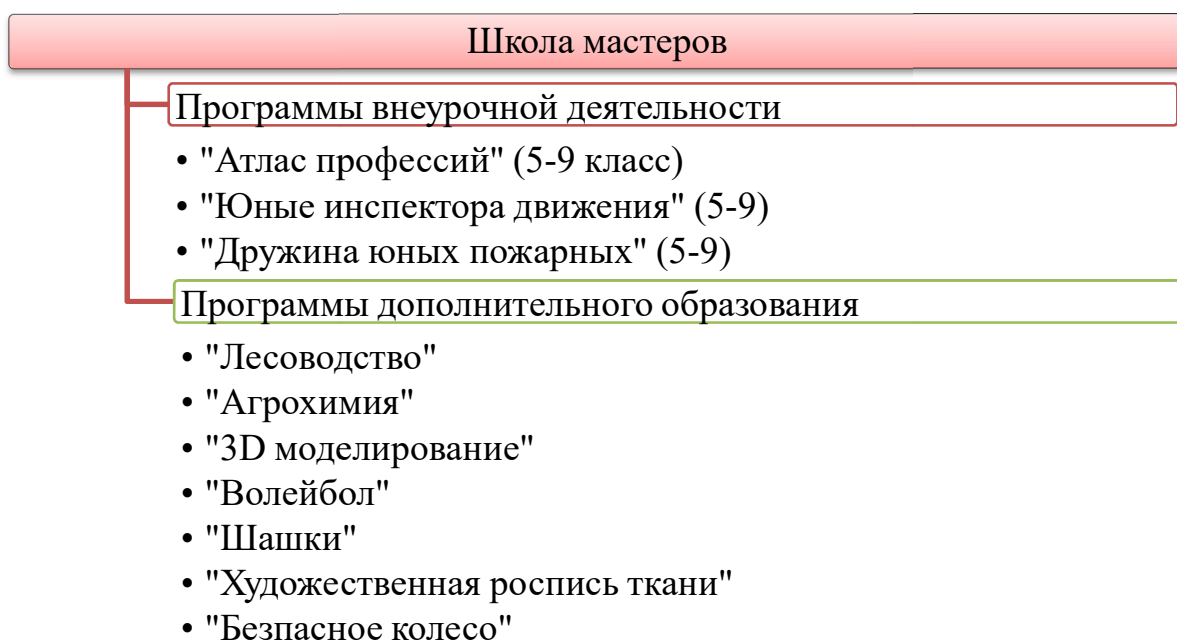 Школа мастеров
Программы внеурочной деятельности
• "Атлас профессий" (5-9 класс)
• "Юные инспектора движения" (5-9)
• "Дружина юных пожарных" (5-9)
Программы дополнительного образования
• "Лесоводство"
• "Агрохимия"
• "3D моделирование"
• "Волейбол"
• "Шашки"
• "Художественная роспись ткани"
• "Безпасное колесо"